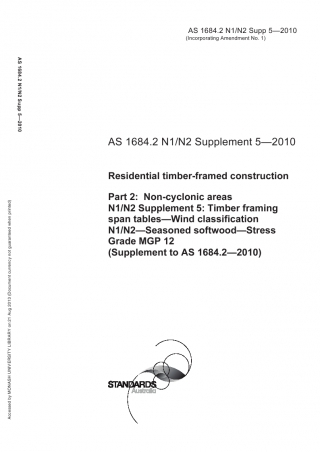 AS 1684.2 N1/N2 Supp 5—2010
(Incorporating Amendment No. 1)
AS 1684.2 N1/N2 Supp 5—2010
AS 1684.2 N1/N2 Supplement 5—2010
Residential timber-framed construction
Part 2: Non-cyclonic areas
N1/N2 Supplement 5: Timber framing
span tables—Wind classification
N1/N2—Seasoned softwood—Stress
Grade MGP 12
(Supplement to AS 1684.2—2010)
Accessed by MONASH UNIVERSITY LIBRARY on 21 Aug 2013 (Document currency not guaranteed when printed)
STANDARDS
Australia